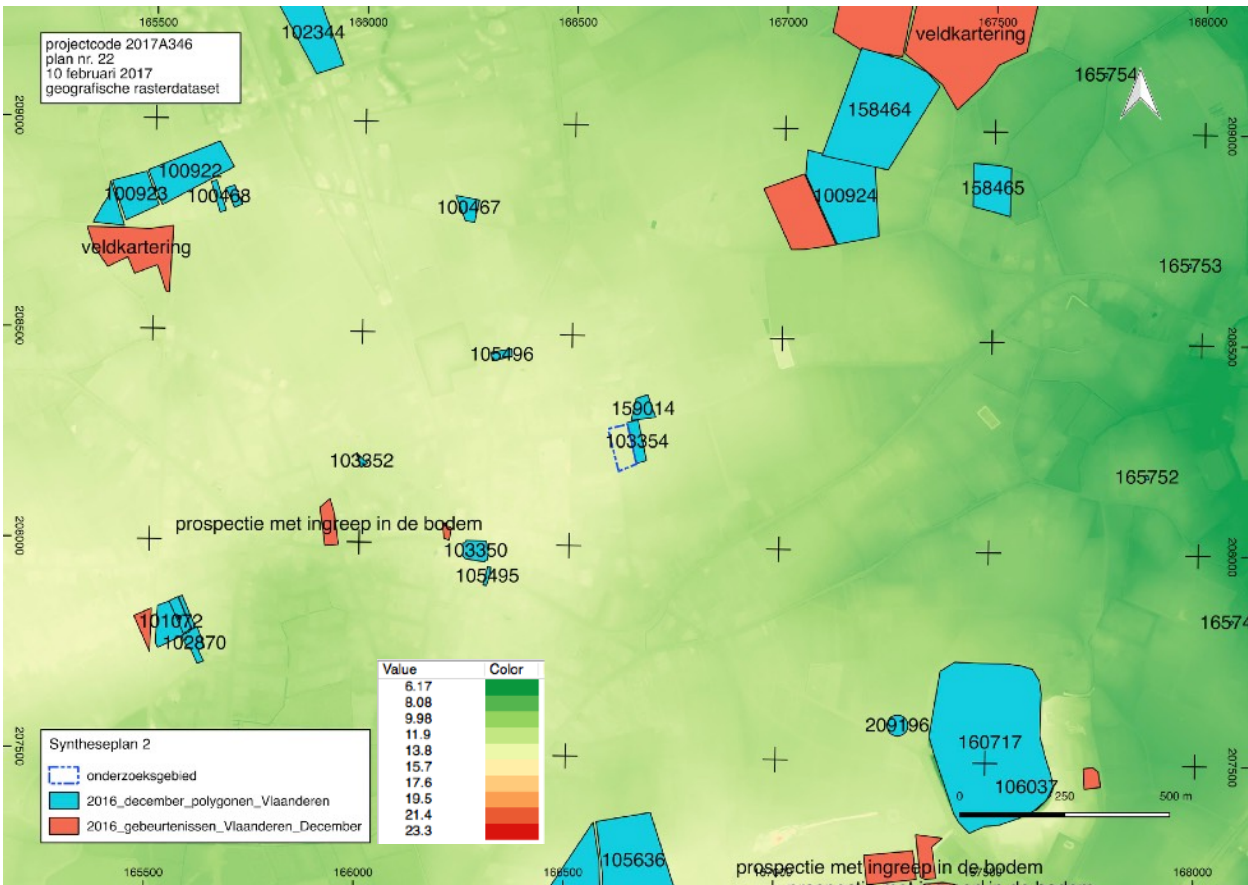 165500 166000 166500 167000 167500 168000
projectcode 2017A346
plan nr. 22
10 februari 2017
geografische rasterdataset
102344
veldkartering
165754
158464
209000
209000
100922
100923
100468
100467
100924
158465
veldkartering
165753
208500
208500
105496
159014
103354
103352
165752
prospectie met ingreep in de bodem
208000
208000
103350
105495
101072
102870
16574
Value Color
6.17
8.08
9.98
11.9
13.8
15.7
17.6
19.5
21.4
23.3
209196
160717
106037
207500
207500
0 250 500 m
Syntheseplan 2
onderzoeksgebied
2016_december_polygonen_Vlaanderen
2016_gebeurtenissen_Vlaanderen_December
105636
prospectie met ingreep in de bodem
165500 166000 166500 167500 168000